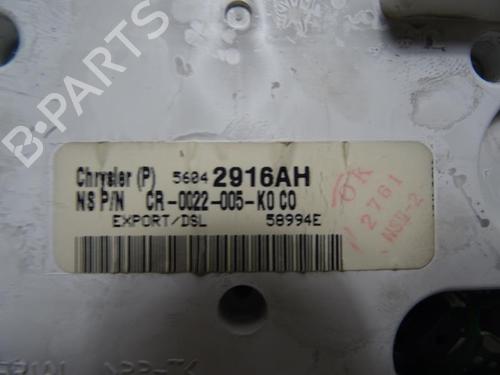 B-PARTS
Chrysler (P) 5604 2916AH
NS P/N CR-0022-005-K0 C0
EXPORT/DSL 58994E
OK
2761